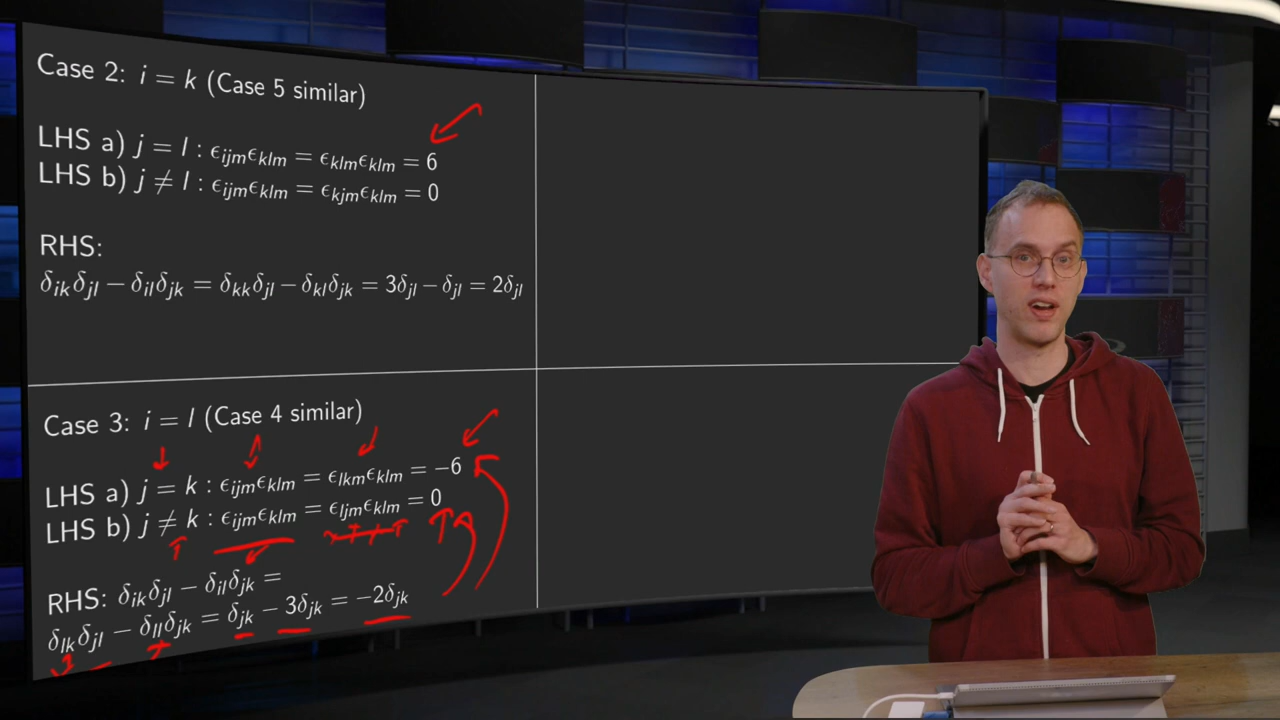 Case 2: i = k (Case 5 similar)
LHS a) j = l : ϵ_{ijm}ϵ_{klm} = ϵ_{klm}ϵ_{klm} = 6
LHS b) j ≠ l : ϵ_{ijm}ϵ_{klm} = ϵ_{kjm}ϵ_{klm} = 0
RHS:
δ_{ik}δ_{jl} − δ_{il}δ_{jk} = δ_{kk}δ_{jl} − δ_{kl}δ_{jk} = 3δ_{jl} − δ_{jl} = 2δ_{jl}
Case 3: i = l (Case 4 similar)
LHS a) j = k : ϵ_{ijm}ϵ_{klm} = ϵ_{lkm}ϵ_{klm} = −6
LHS b) j ≠ k : ϵ_{ijm}ϵ_{klm} = ϵ_{ljm}ϵ_{klm} = 0
RHS: δ_{ik}δ_{jl} − δ_{il}δ_{jk} =
δ_{lk}δ_{jl} − δ_{ll}δ_{jk} = δ_{jk} − 3δ_{jk} = −2δ_{jk}